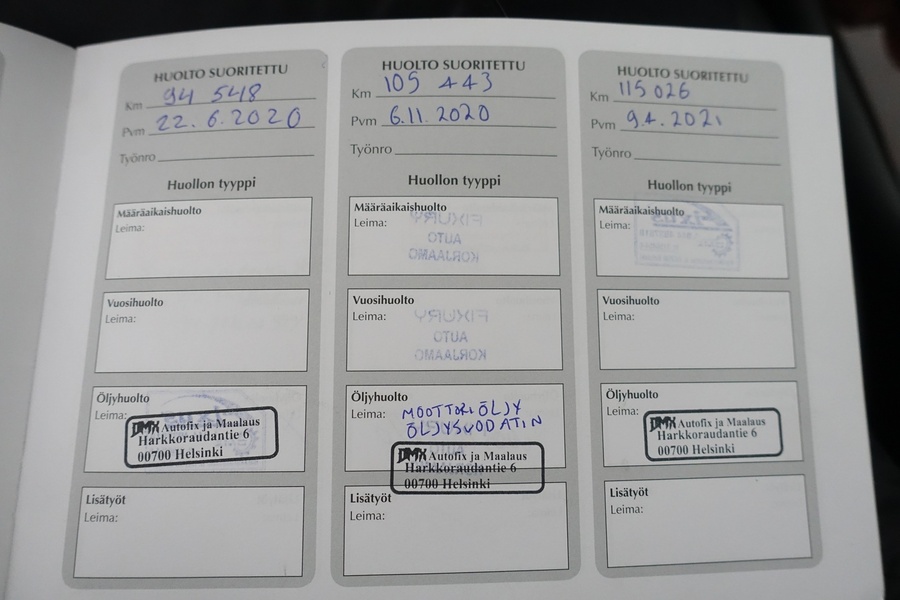 HUOLTO SUORITETTU
Km 94 548
Pvm 22.6.2020
Työnro
Huollon tyyppi
Määräaikaishuolto
Leima:
Vuosihuolto
Leima:
Öljyhuolto
Leima:
DMX Autofix ja Maalaus
Harkkoraudantie 6
00700 Helsinki
Lisätyöt
Leima:
HUOLTO SUORITETTU
Km 105 443
Pvm 6.11.2020
Työnro
Huollon tyyppi
Määräaikaishuolto
Leima:
FIXURY
AUTO
KORJAAMO
Vuosihuolto
Leima:
FIXURY
AUTO
KORJAAMO
Öljyhuolto
Leima: MOOTTORIÖLJY
ÖLJYSUODATIN
DMX Autofix ja Maalaus
Harkkoraudantie 6
00700 Helsinki
Lisätyöt
Leima:
HUOLTO SUORITETTU
Km 115 026
Pvm 9.4.2021
Työnro
Huollon tyyppi
Määräaikaishuolto
Leima:
Vuosihuolto
Leima:
Öljyhuolto
Leima:
DMX Autofix ja Maalaus
Harkkoraudantie 6
00700 Helsinki
Lisätyöt
Leima: